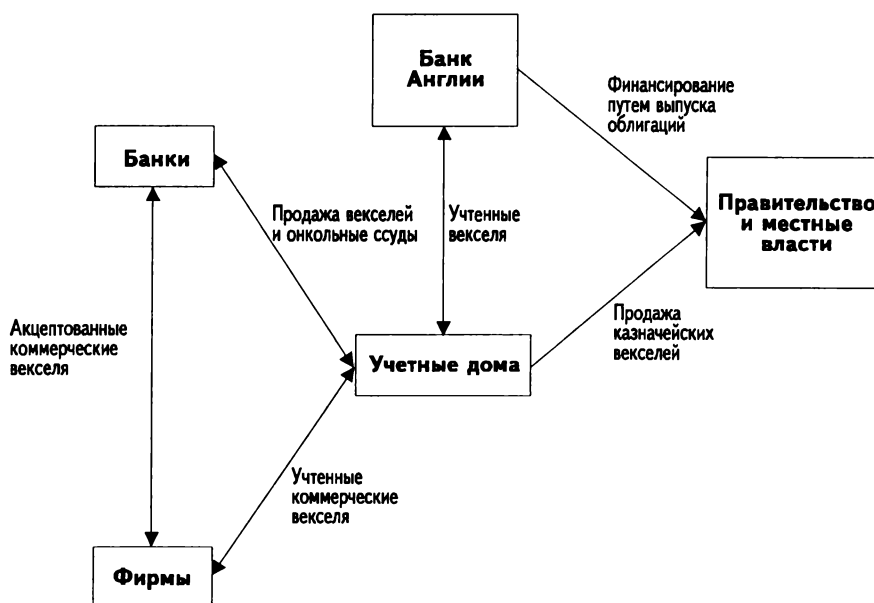 Банк
Англии
Финансирование
путем выпуска
облигаций
Банки
Продажа векселей
и онкольные ссуды
Учтенные
векселя
Правительство
и местные
власти
Акцептованные
коммерческие
векселя
Учетные дома
Продажа
казначейских
векселей
Учтенные
коммерческие
векселя
Фирмы